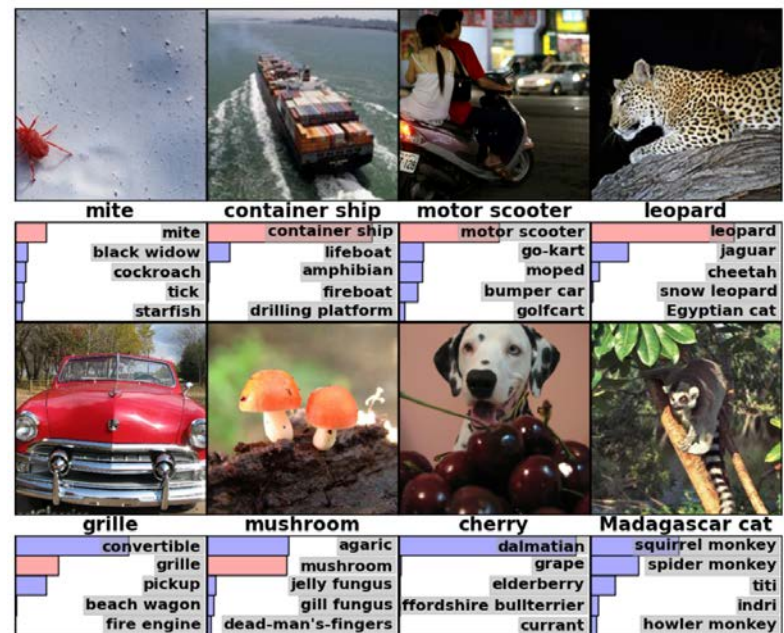 mite
container ship
motor scooter
leopard
mite
black widow
cockroach
tick
starfish
container ship
lifeboat
amphibian
fireboat
drilling platform
motor scooter
go-kart
moped
bumper car
golfcart
leopard
jaguar
cheetah
snow leopard
Egyptian cat
grille
mushroom
cherry
Madagascar cat
convertible
grille
pickup
beach wagon
fire engine
agaric
mushroom
jelly fungus
gill fungus
dead-man's-fingers
dalmatian
grape
elderberry
ffordshire bullterrier
currant
squirrel monkey
spider monkey
titi
indri
howler monkey